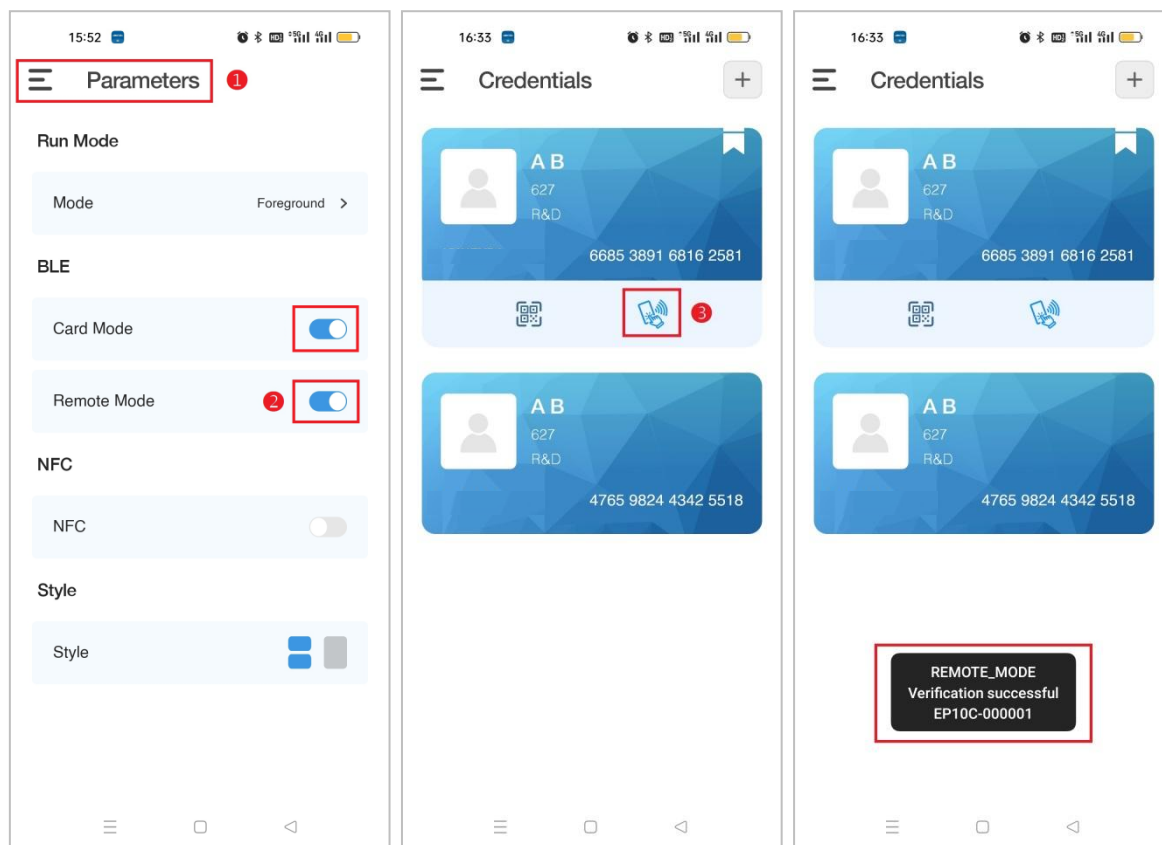 15:52
Parameters 1
Run Mode
Mode Foreground >
BLE
Card Mode
Remote Mode 2
NFC
NFC
Style
Style
16:33
Credentials +
A B
627
R&D
6685 3891 6816 2581
3
A B
627
R&D
4765 9824 4342 5518
16:33
Credentials +
A B
627
R&D
6685 3891 6816 2581
A B
627
R&D
4765 9824 4342 5518
REMOTE_MODE
Verification successful
EP10C-000001